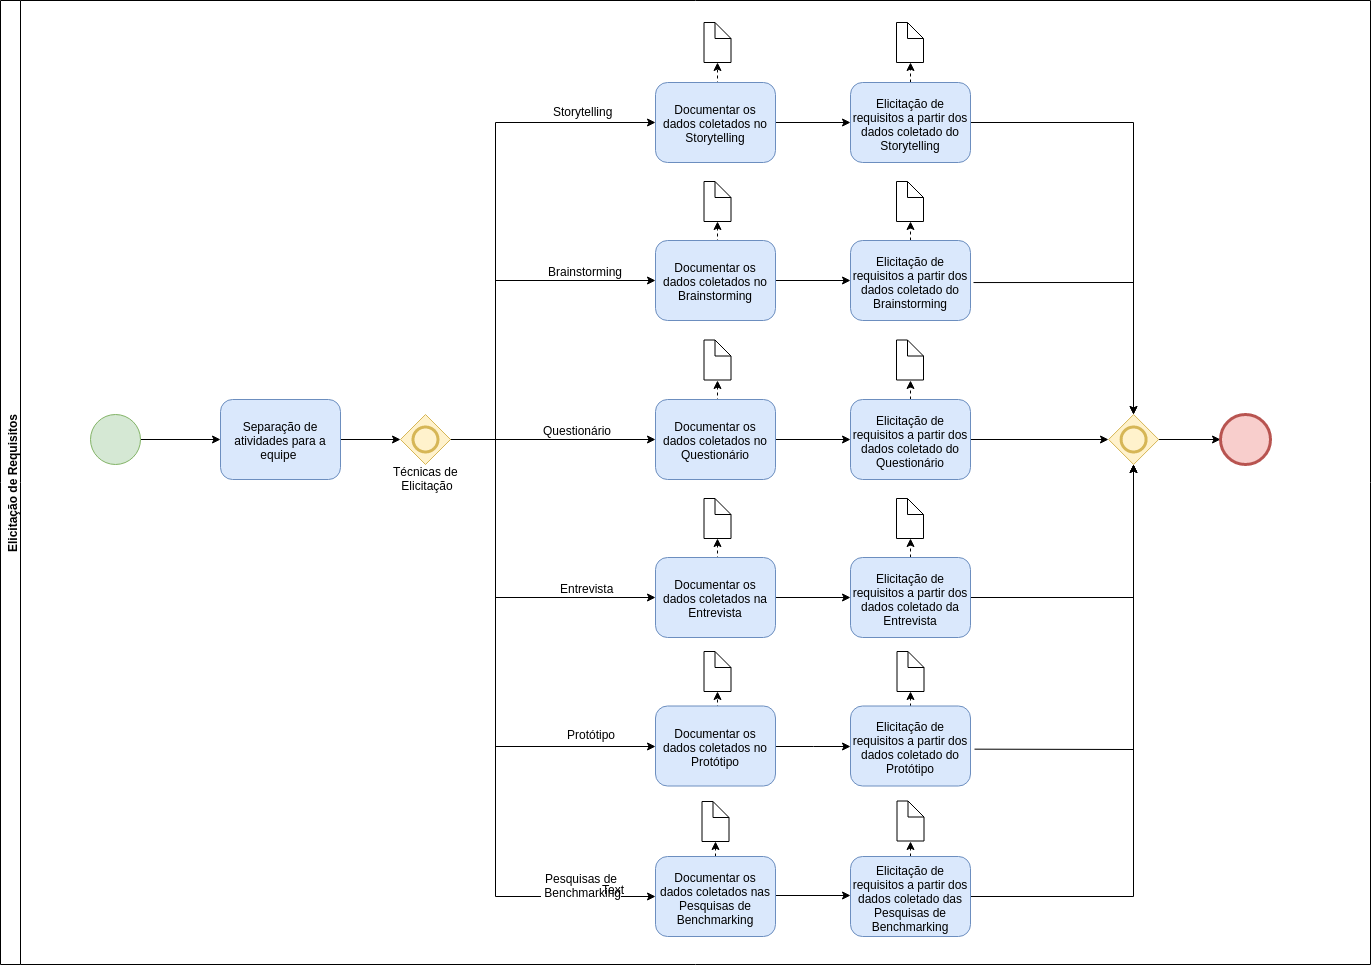 Elicitação de Requisitos
Separação de
atividades para a
equipe
Técnicas de
Elicitação
Storytelling
Documentar os
dados coletados no
Storytelling
Elicitação de
requisitos a partir dos
dados coletado do
Storytelling
Brainstorming
Documentar os
dados coletados no
Brainstorming
Elicitação de
requisitos a partir dos
dados coletado do
Brainstorming
Questionário
Documentar os
dados coletados no
Questionário
Elicitação de
requisitos a partir dos
dados coletado do
Questionário
Entrevista
Documentar os
dados coletados na
Entrevista
Elicitação de
requisitos a partir dos
dados coletado da
Entrevista
Protótipo
Documentar os
dados coletados no
Protótipo
Elicitação de
requisitos a partir dos
dados coletado do
Protótipo
Pesquisas de
Benchmarking
Text
Documentar os
dados coletados nas
Pesquisas de
Benchmarking
Elicitação de
requisitos a partir dos
dados coletado das
Pesquisas de
Benchmarking